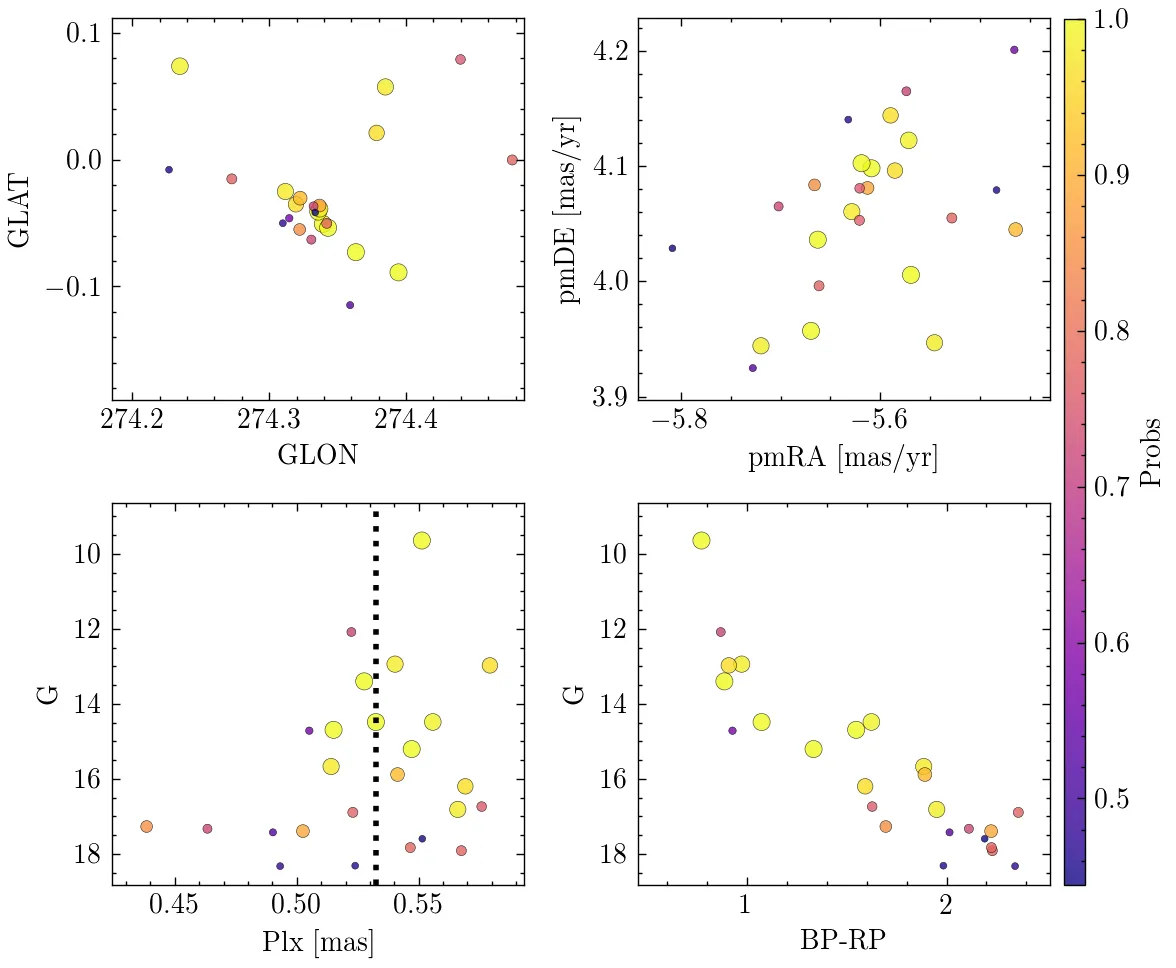 0.1
0.0
−0.1
GLAT
274.2 274.3 274.4
GLON
4.2
4.1
4.0
3.9
pmDE [mas/yr]
−5.8 −5.6
pmRA [mas/yr]
10
12
14
16
18
G
0.45 0.50 0.55
Plx [mas]
10
12
14
16
18
G
1 2
BP-RP
1.0
0.9
0.8
0.7
0.6
0.5
Probs